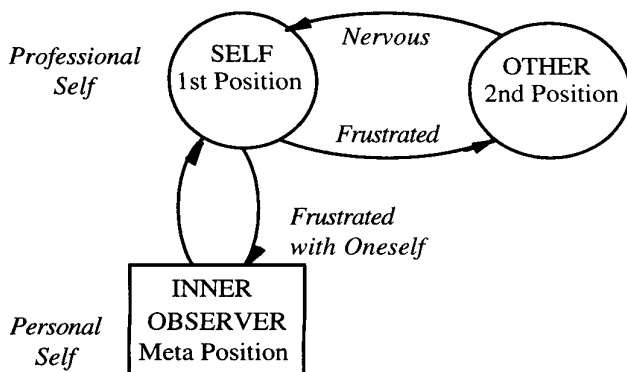 Professional
Self
SELF
1st Position
Nervous
OTHER
2nd Position
Frustrated
Frustrated
with Oneself
Personal
Self
INNER
OBSERVER
Meta Position